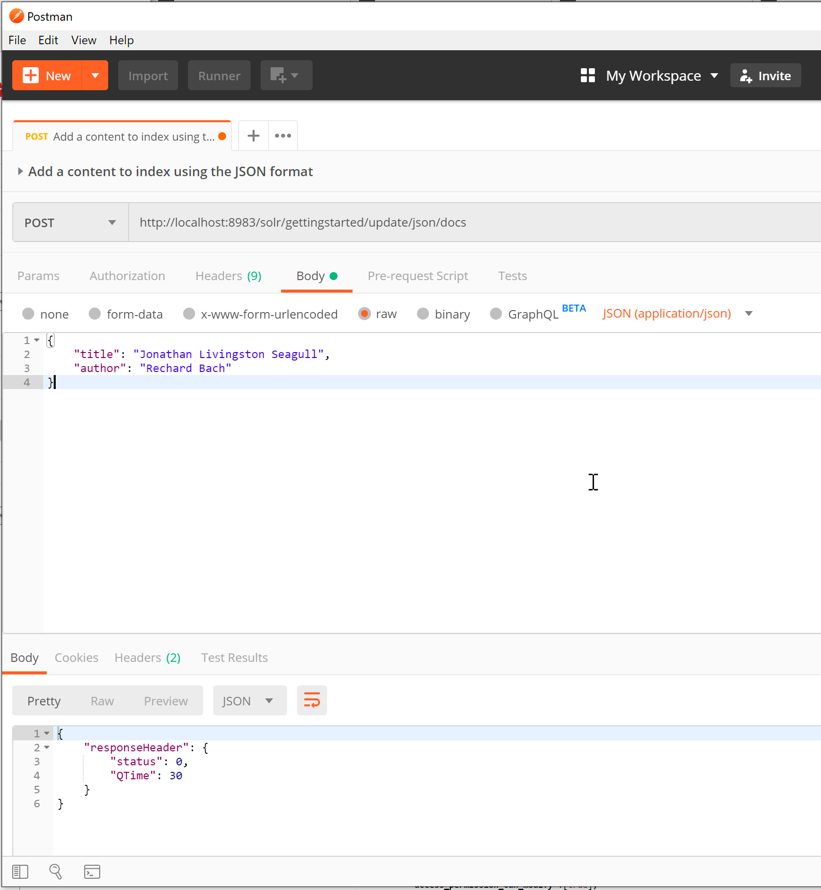 Postman
File Edit View Help
New Import Runner My Workspace Invite
POST Add a content to index using t... + •••
Add a content to index using the JSON format
POST http://localhost:8983/solr/gettingstarted/update/json/docs
Params Authorization Headers (9) Body Pre-request Script Tests
none form-data x-www-form-urlencoded raw binary GraphQL BETA JSON (application/json)
1 {
2 "title": "Jonathan Livingston Seagull",
3 "author": "Rechard Bach"
4 }
Body Cookies Headers (2) Test Results
Pretty Raw Preview JSON
1 {
2 "responseHeader": {
3 "status": 0,
4 "QTime": 30
5 }
6 }